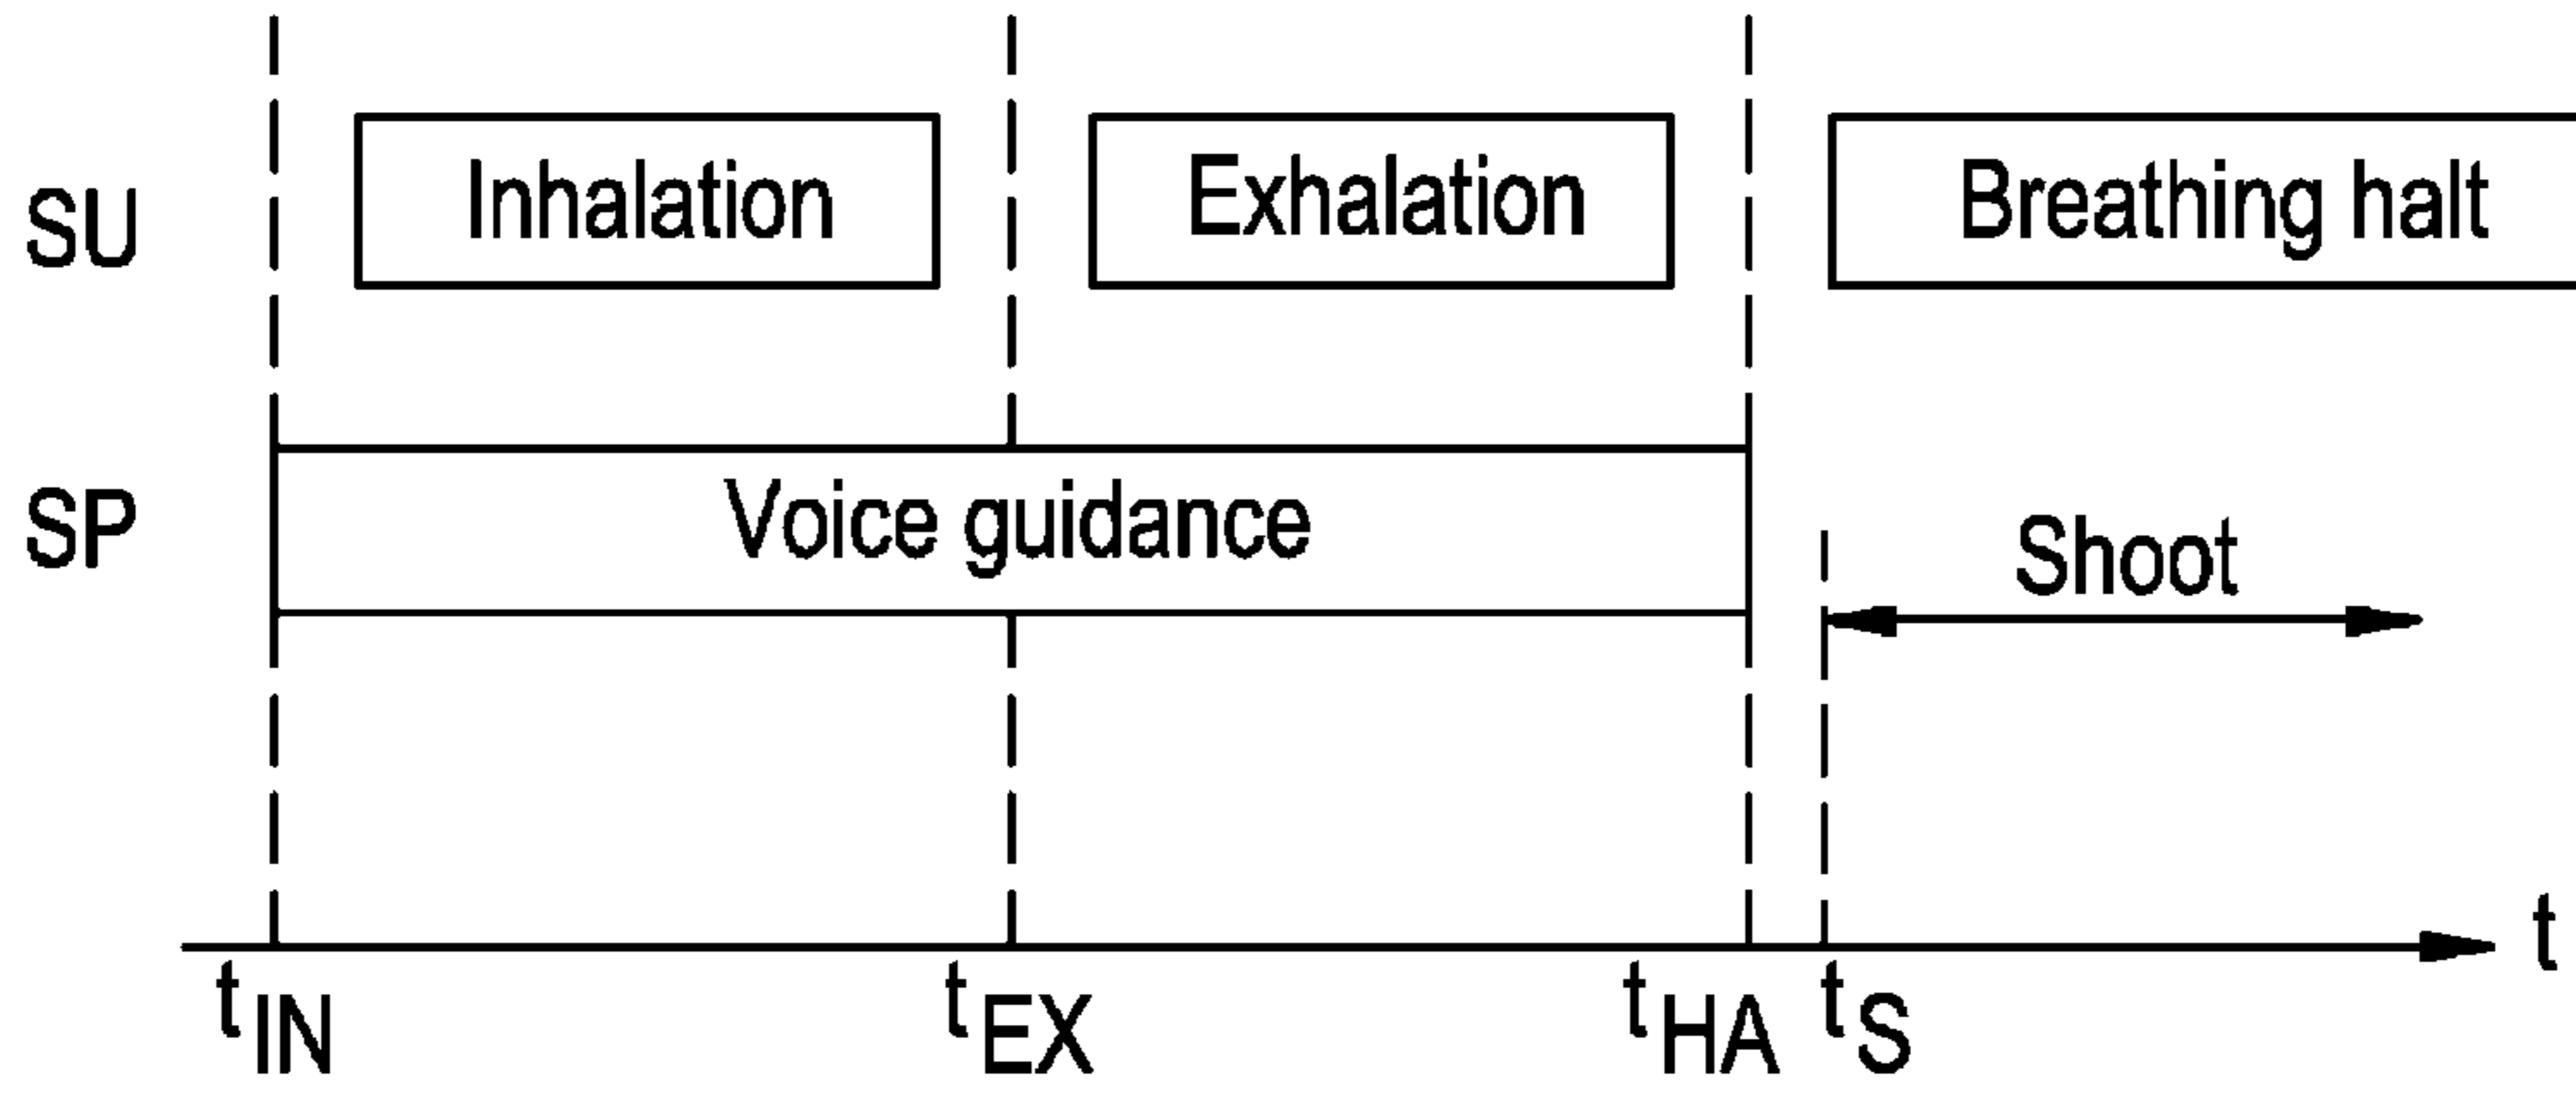 SU Inhalation Exhalation Breathing halt
SP Voice guidance Shoot
t
tIN tEX tHA tS